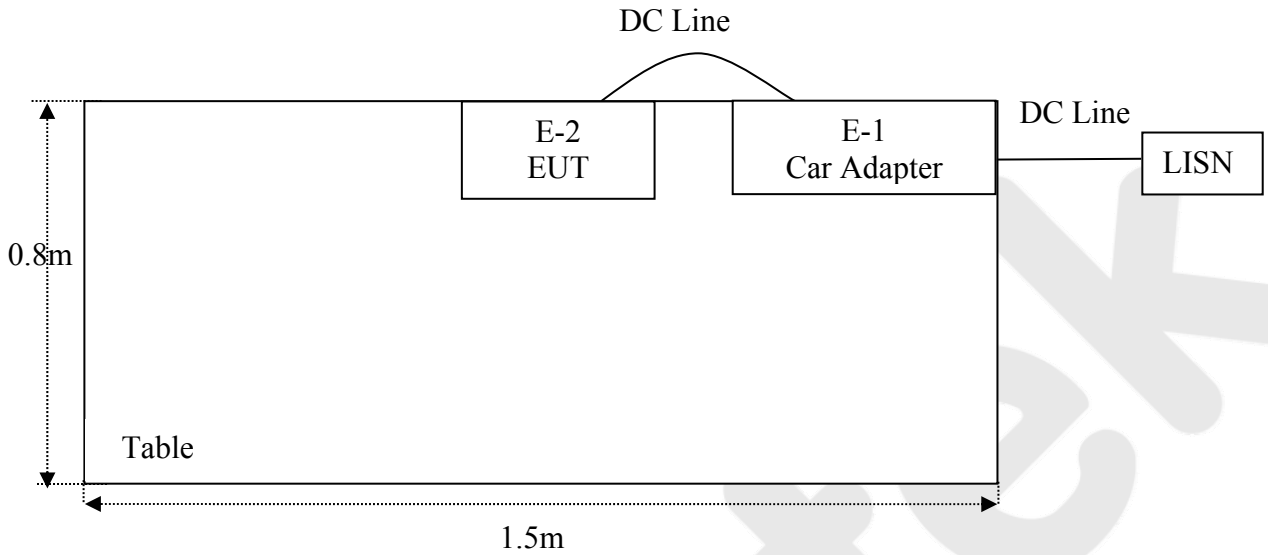 DC Line
E-2
EUT
E-1
Car Adapter
DC Line
LISN
0.8m
Table
1.5m